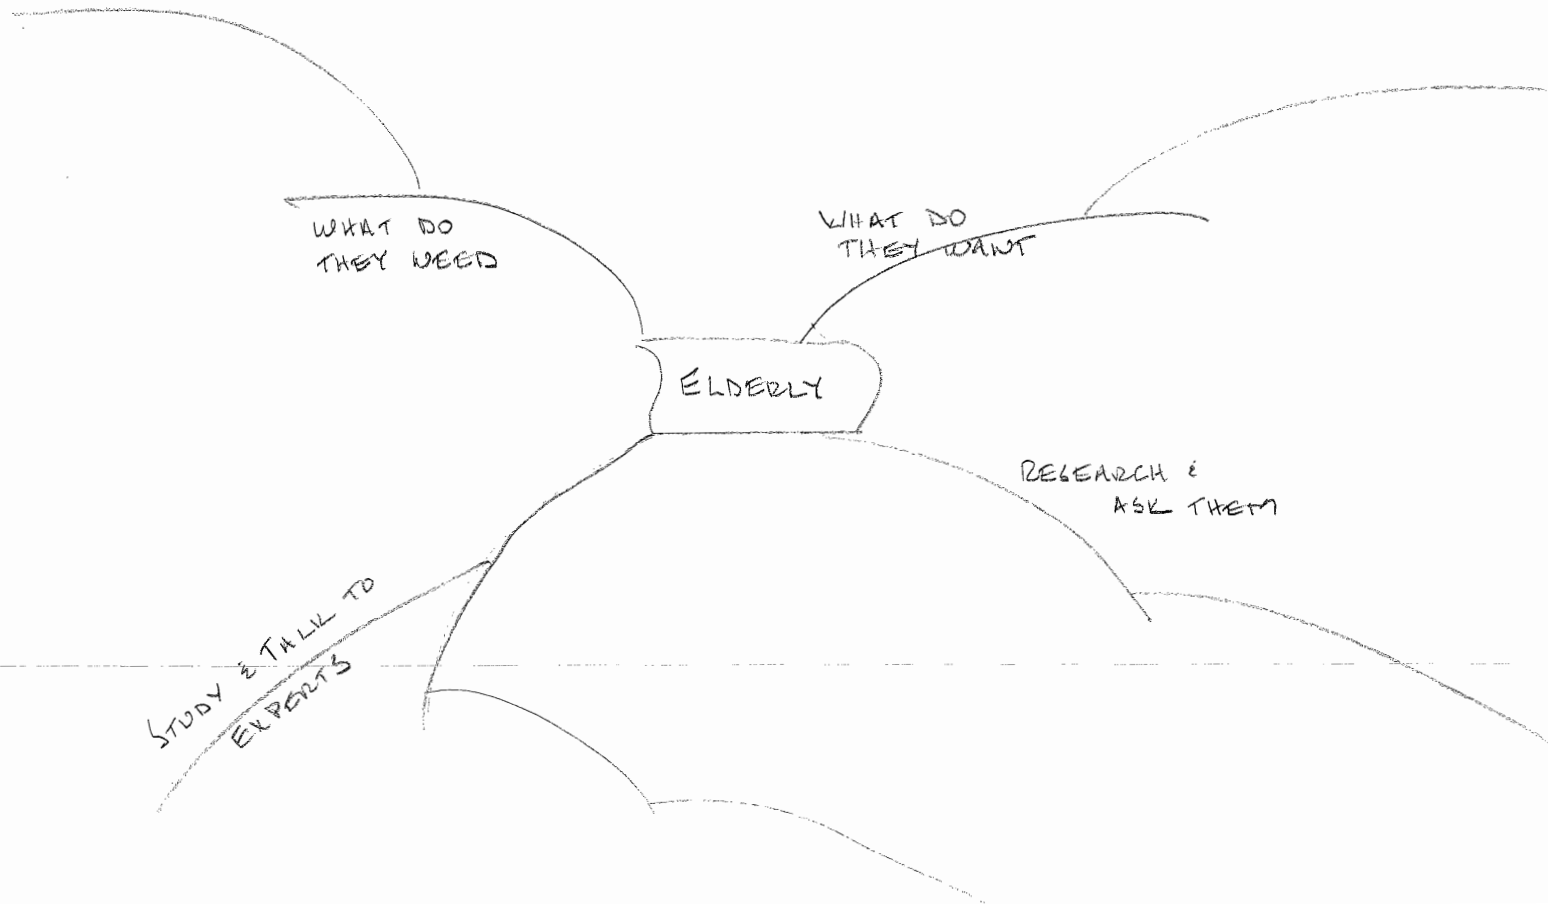 WHAT DO
THEY NEED
WHAT DO
THEY WANT
ELDERLY
RESEARCH &
ASK THEM
STUDY & TALK TO
EXPERTS